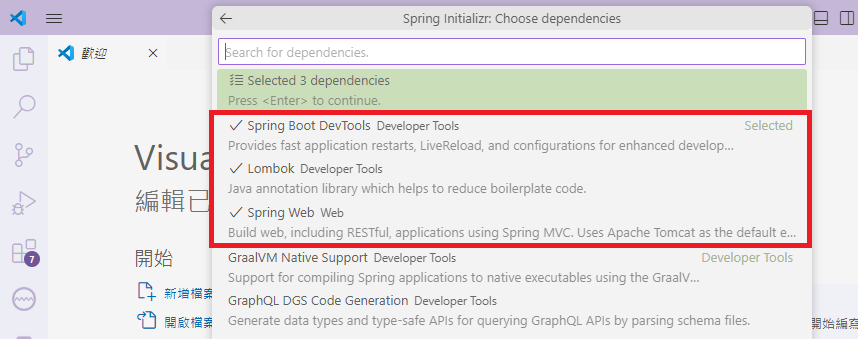 Spring Initializr: Choose dependencies
歡迎
Search for dependencies.
Selected 3 dependencies
Press <Enter> to continue.
Spring Boot DevTools Developer Tools Selected
Provides fast application restarts, LiveReload, and configurations for enhanced develop...
Lombok Developer Tools
Java annotation library which helps to reduce boilerplate code.
Spring Web Web
Build web, including RESTful, applications using Spring MVC. Uses Apache Tomcat as the default e...
GraalVM Native Support Developer Tools Developer Tools
Support for compiling Spring applications to native executables using the GraalV...
GraphQL DGS Code Generation Developer Tools
Generate data types and type-safe APIs for querying GraphQL APIs by parsing schema files.
Visua
編輯已
開始
新增檔案
開啟檔案
開始編寫
7